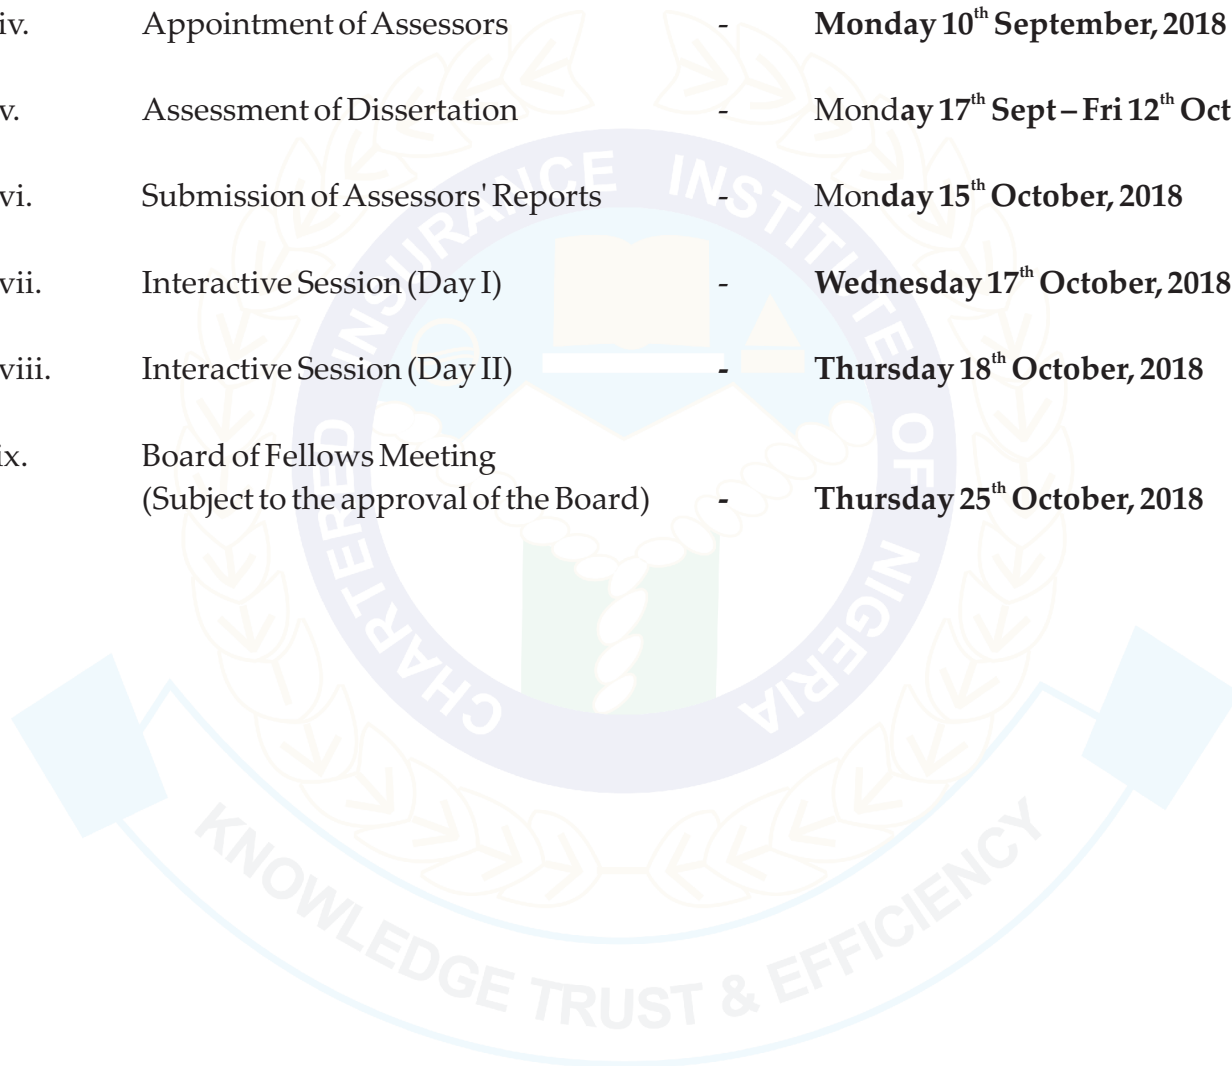 iv. Appointment of Assessors - Monday 10th September, 2018
v. Assessment of Dissertation - Monday 17th Sept – Fri 12th Oct
vi. Submission of Assessors' Reports - Monday 15th October, 2018
vii. Interactive Session (Day I) - Wednesday 17th October, 2018
viii. Interactive Session (Day II) - Thursday 18th October, 2018
ix. Board of Fellows Meeting
(Subject to the approval of the Board) - Thursday 25th October, 2018
CHARTERED INSURANCE INSTITUTE OF NIGERIA
KNOWLEDGE TRUST & EFFICIENCY